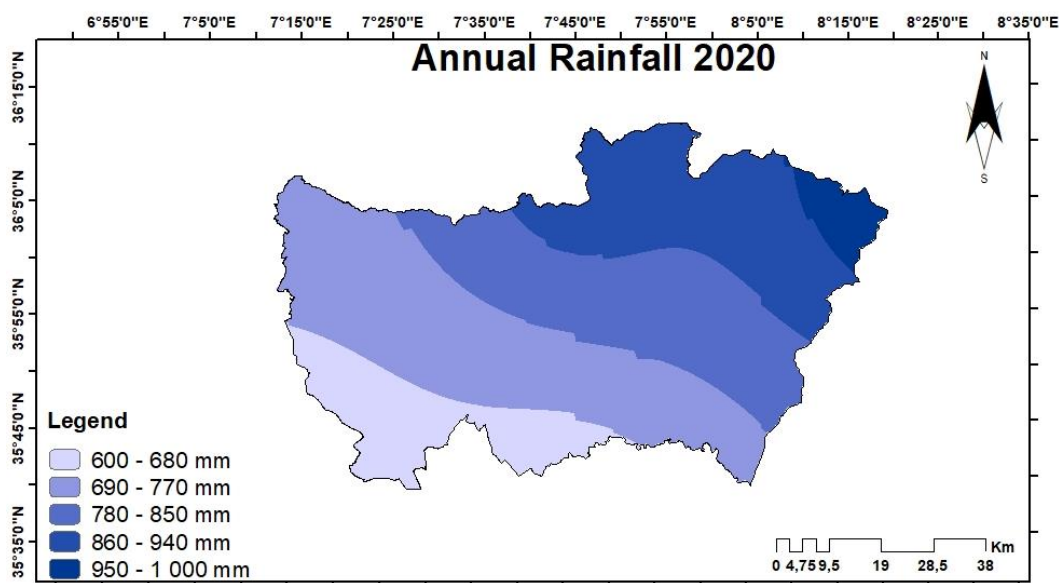 6°55'0"E 7°5'0"E 7°15'0"E 7°25'0"E 7°35'0"E 7°45'0"E 7°55'0"E 8°5'0"E 8°15'0"E 8°25'0"E 8°35'0"E
Annual Rainfall 2020
N
S
36°15'0"N
36°5'0"N
35°55'0"N
35°45'0"N
35°35'0"N
Legend
600 - 680 mm
690 - 770 mm
780 - 850 mm
860 - 940 mm
950 - 1 000 mm
Km
0 4,75 9,5 19 28,5 38